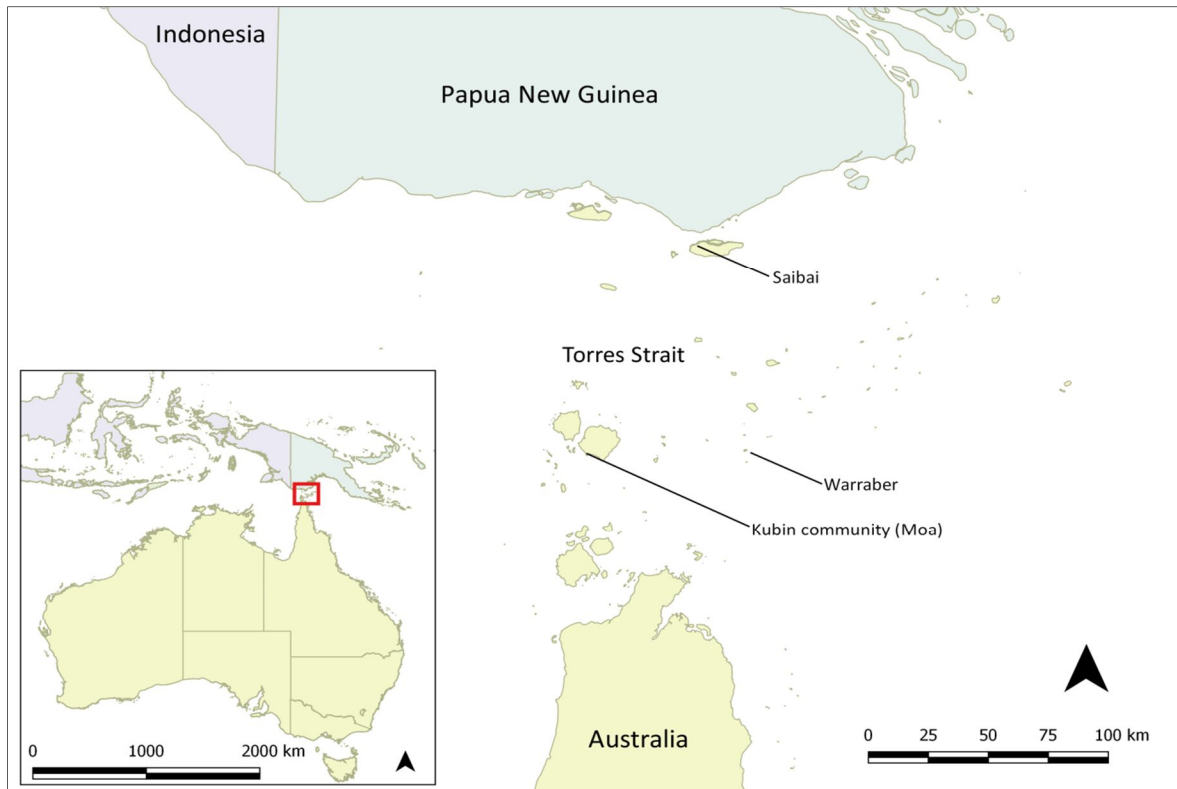 Indonesia
Papua New Guinea
Saibai
Torres Strait
Warraber
Kubin community (Moa)
Australia
0 25 50 75 100 km
0 1000 2000 km